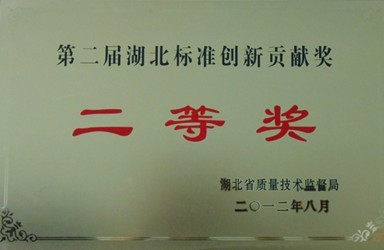 第二届湖北标准创新贡献奖
二等奖
湖北省质量技术监督局
二〇一二年八月